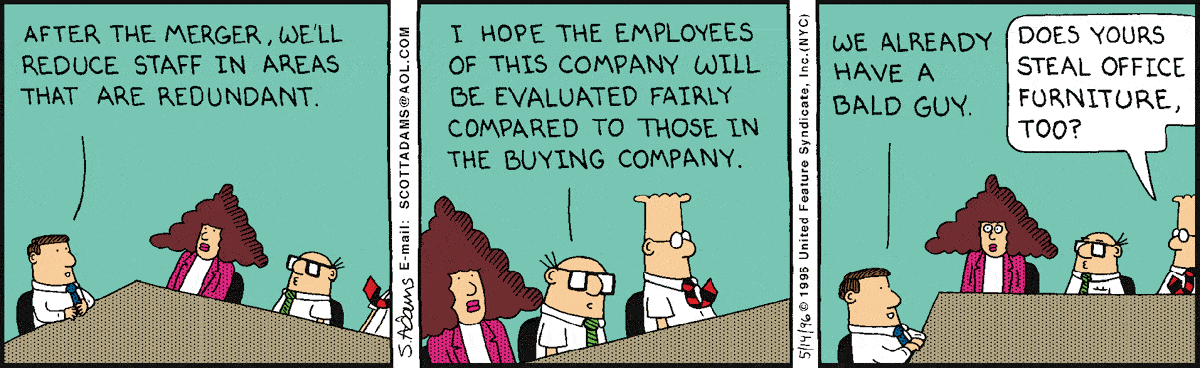 AFTER THE MERGER, WE'LL
REDUCE STAFF IN AREAS
THAT ARE REDUNDANT.
S.Adams E-mail: SCOTTADAMS@AOL.COM
I HOPE THE EMPLOYEES
OF THIS COMPANY WILL
BE EVALUATED FAIRLY
COMPARED TO THOSE IN
THE BUYING COMPANY.
5/14/96 © 1995 United Feature Syndicate, Inc.(NYC)
WE ALREADY
HAVE A
BALD GUY.
DOES YOURS
STEAL OFFICE
FURNITURE,
TOO?